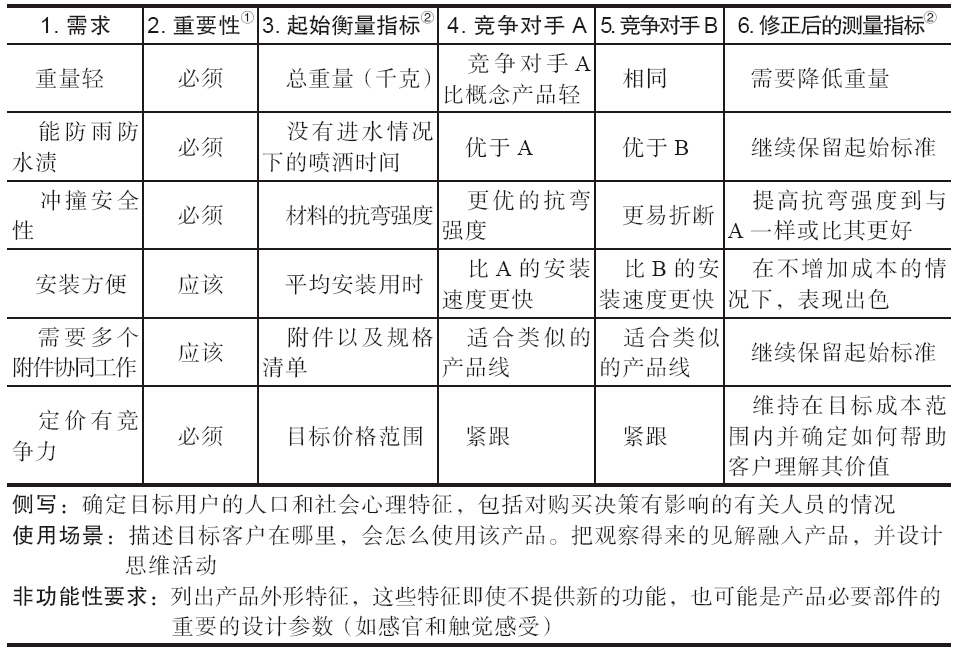 1. 需求 2. 重要性① 3. 起始衡量指标② 4. 竞争对手 A 5. 竞争对手 B 6. 修正后的测量指标②
重量轻 必须 总重量（千克） 竞争对手 A 比概念产品轻 相同 需要降低重量
能防雨防水渍 必须 没有进水情况下的喷洒时间 优于 A 优于 B 继续保留起始标准
冲撞安全性 必须 材料的抗弯强度 更优的抗弯强度 更易折断 提高抗弯强度到与 A 一样或比其更好
安装方便 应该 平均安装用时 比 A 的安装速度更快 比 B 的安装速度更快 在不增加成本的情况下，表现出色
需要多个附件协同工作 应该 附件以及规格清单 适合类似的产品线 适合类似的产品线 继续保留起始标准
定价有竞争力 必须 目标价格范围 紧跟 紧跟 维持在目标成本范围内并确定如何帮助客户理解其价值
侧写：确定目标用户的人口和社会心理特征，包括对购买决策有影响的有关人员的情况
使用场景：描述目标客户在哪里，会怎么使用该产品。把观察得来的见解融入产品，并设计
思维活动
非功能性要求：列出产品外形特征，这些特征即使不提供新的功能，也可能是产品必要部件的
重要的设计参数（如感官和触觉感受）